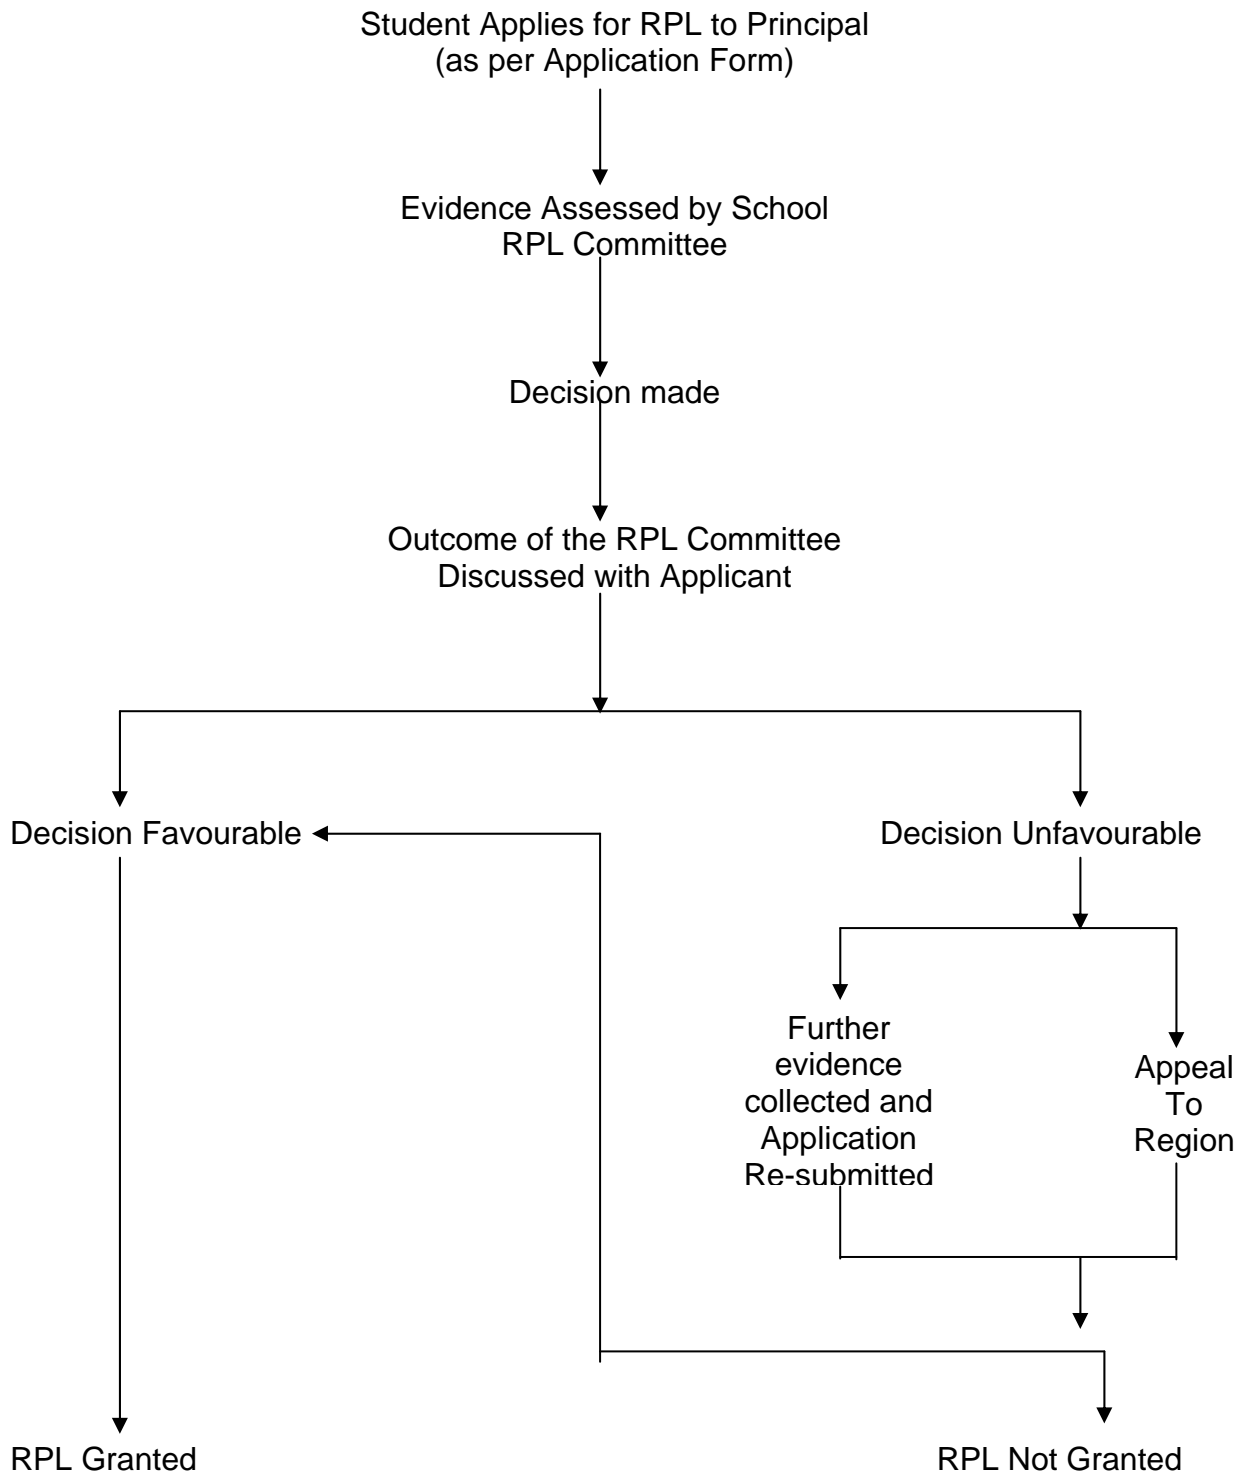 Student Applies for RPL to Principal
(as per Application Form)
Evidence Assessed by School
RPL Committee
Decision made
Outcome of the RPL Committee
Discussed with Applicant
Decision Favourable
Decision Unfavourable
Further
evidence
collected and
Application
Re-submitted
Appeal
To
Region
RPL Granted
RPL Not Granted